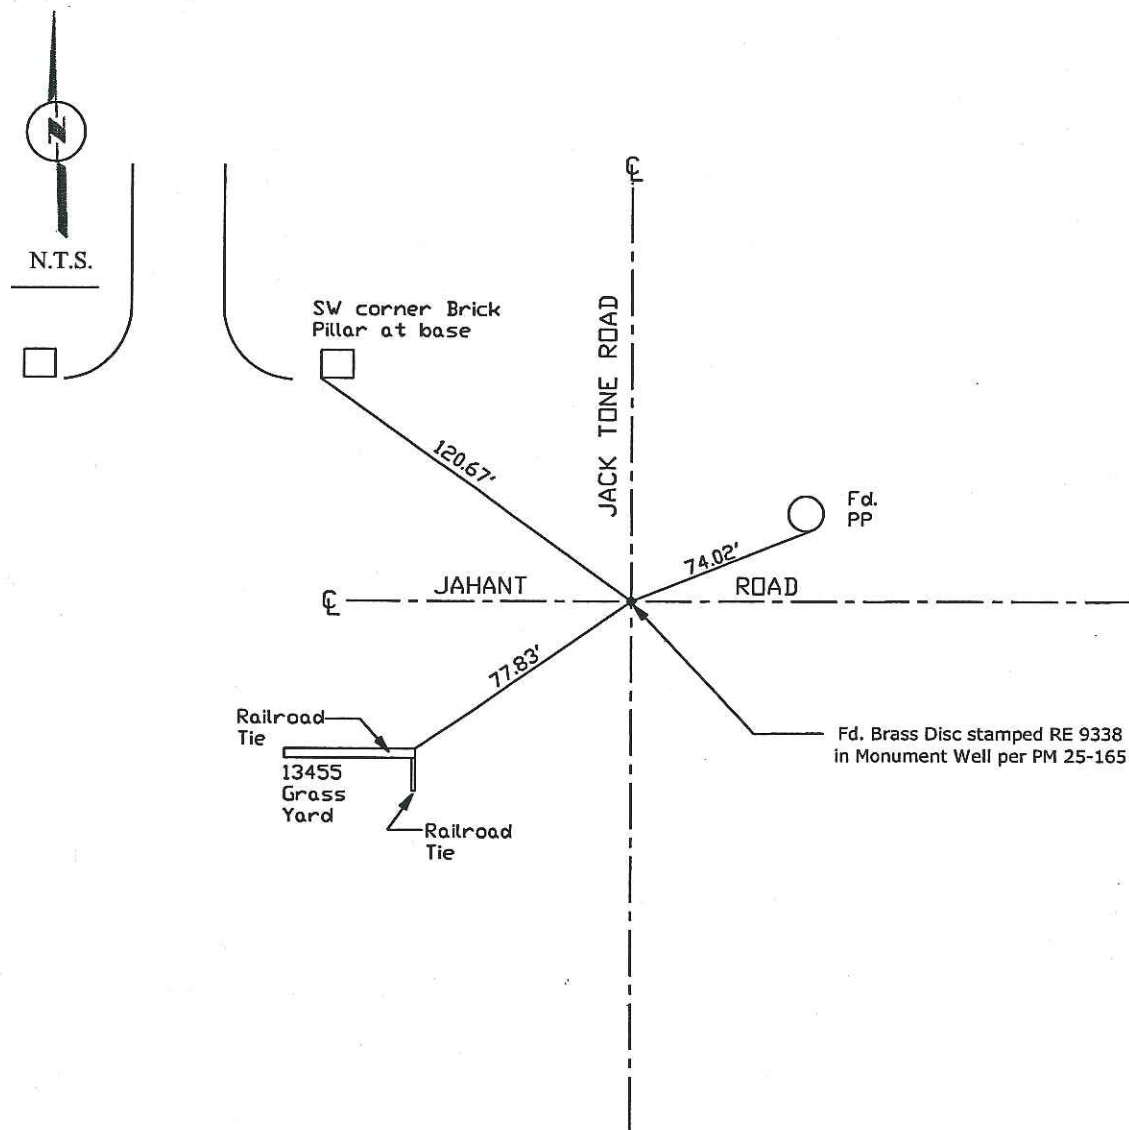 N
N.T.S.
℄
SW corner Brick
Pillar at base
JACK TONE ROAD
120.67'
Fd.
PP
74.02'
℄
JAHANT ROAD
77.83'
Railroad
Tie
Fd. Brass Disc stamped RE 9338
in Monument Well per PM 25-165
13455
Grass
Yard
Railroad
Tie